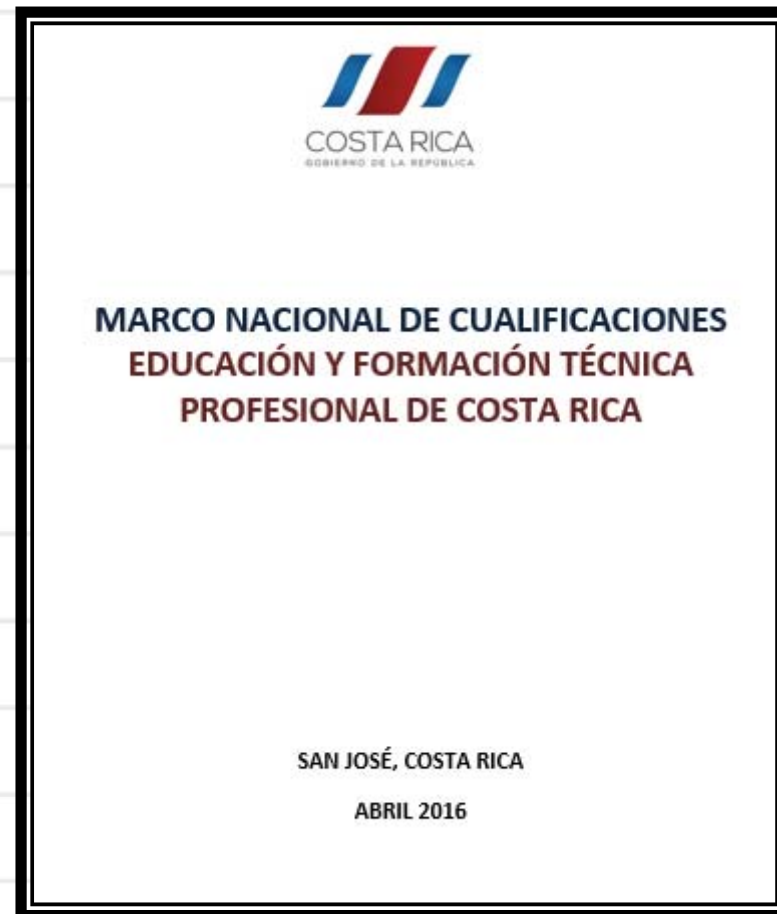 COSTA RICA
GOBIERNO DE LA REPÚBLICA
MARCO NACIONAL DE CUALIFICACIONES
EDUCACIÓN Y FORMACIÓN TÉCNICA
PROFESIONAL DE COSTA RICA
SAN JOSÉ, COSTA RICA
ABRIL 2016